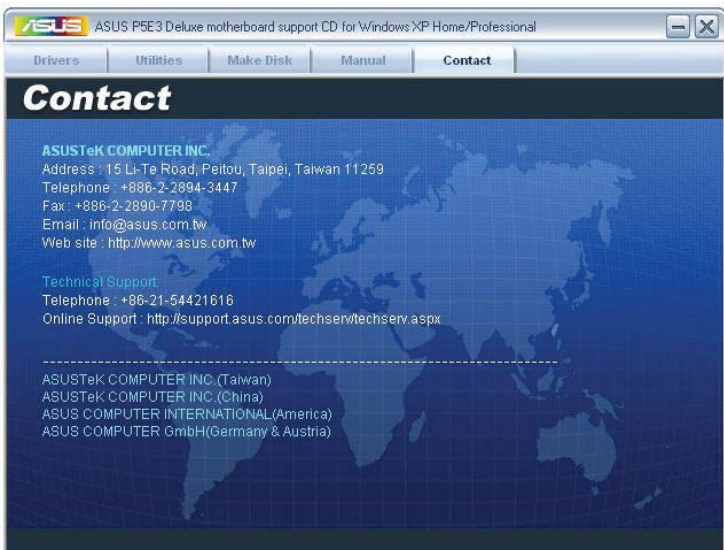 ASUS ASUS P5E3 Deluxe motherboard support CD for Windows XP Home/Professional
Drivers Utilities Make Disk Manual Contact
Contact
ASUSTeK COMPUTER INC.
Address : 15 Li-Te Road, Peitou, Taipei, Taiwan 11259
Telephone : +886-2-2894-3447
Fax : +886-2-2890-7798
Email : info@asus.com.tw
Web site : http://www.asus.com.tw
Technical Support:
Telephone : +86-21-54421616
Online Support : http://support.asus.com/techserv/techserv.aspx
ASUSTeK COMPUTER INC.(Taiwan)
ASUSTeK COMPUTER INC.(China)
ASUS COMPUTER INTERNATIONAL(America)
ASUS COMPUTER GmbH(Germany & Austria)